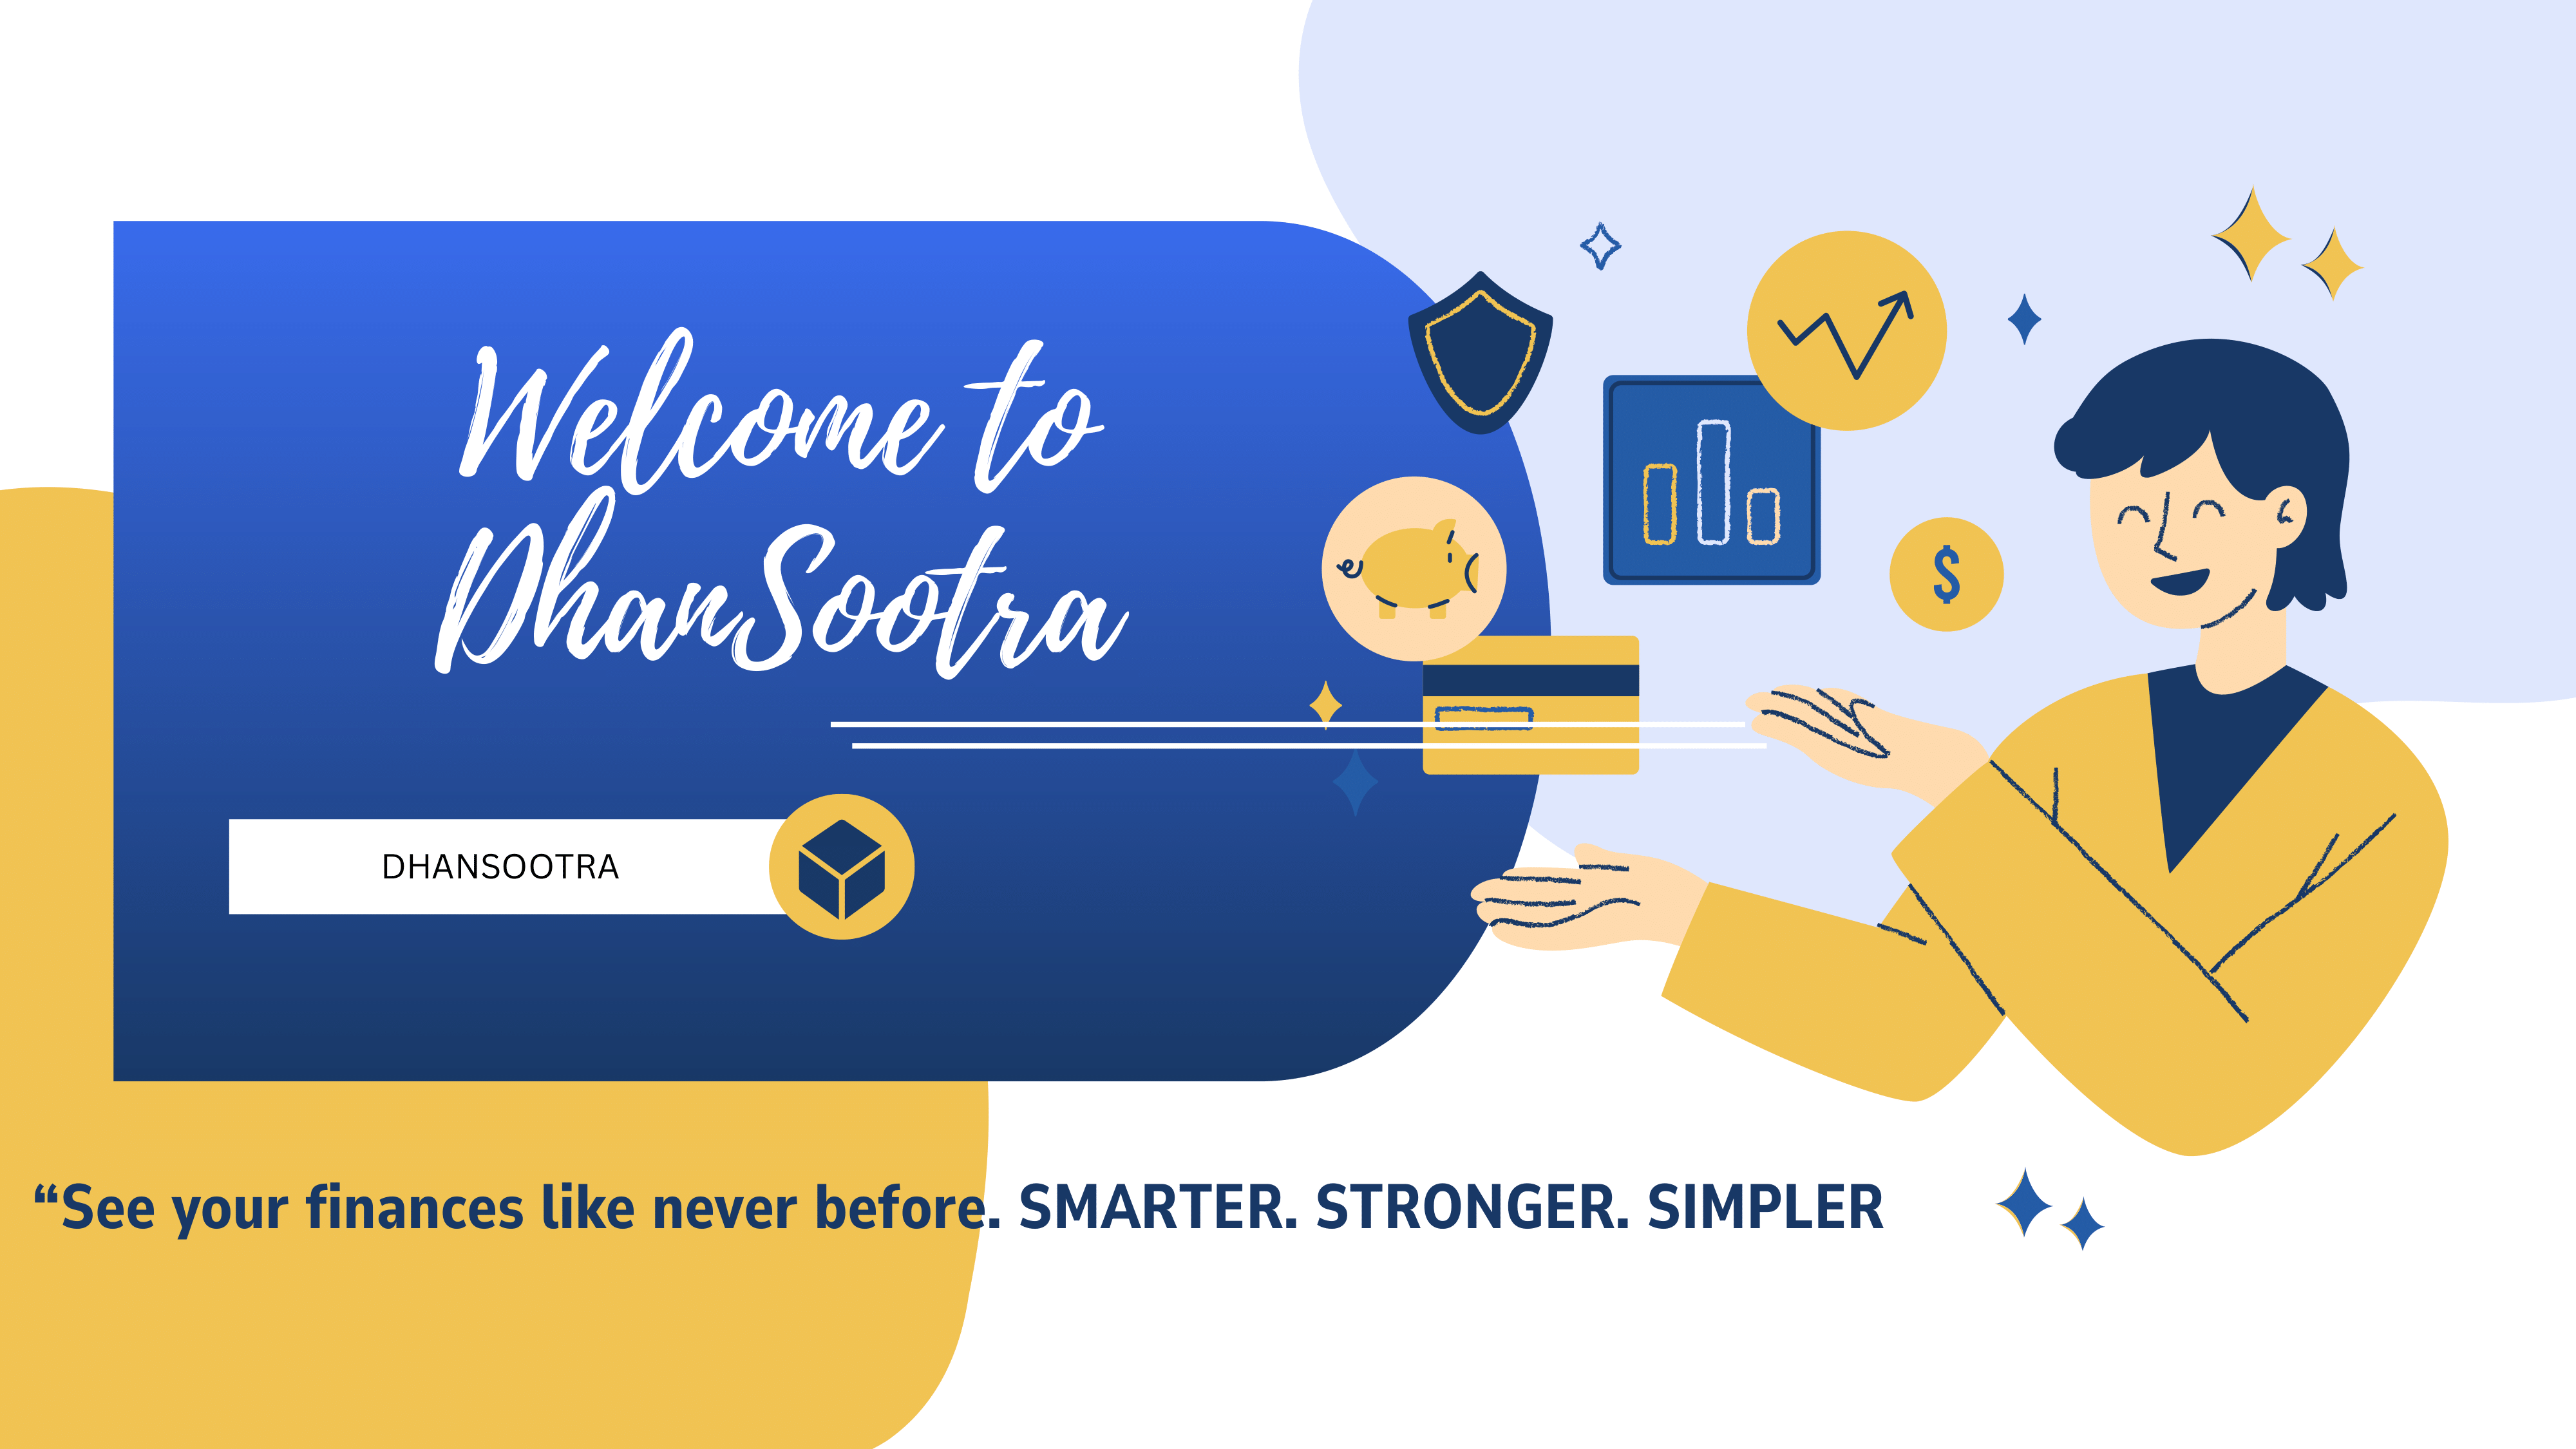 Welcome to
DhanSootra
$
DHANSOOTRA
“See your finances like never before. SMARTER. STRONGER. SIMPLER